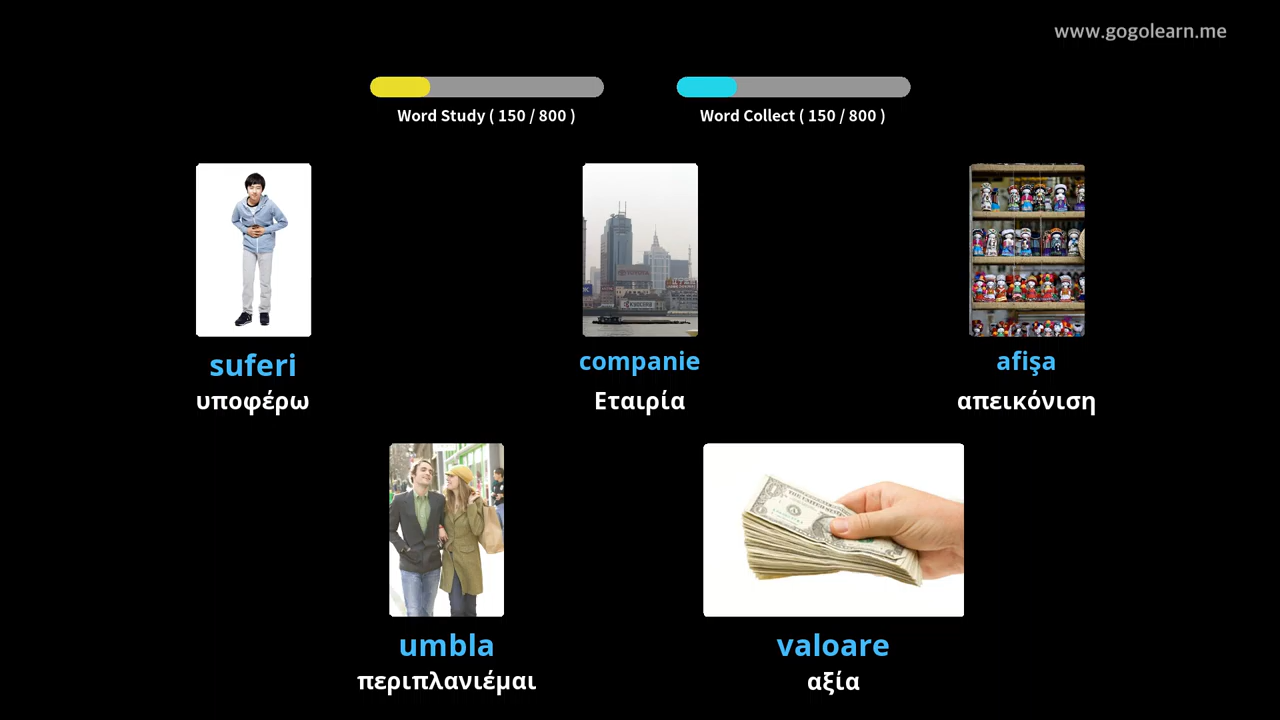 www.gogolearn.me
Word Study ( 150 / 800 )
Word Collect ( 150 / 800 )
suferi
υποφέρω
companie
Εταιρία
afişa
απεικόνιση
umbla
περιπλανιέμαι
valoare
αξία